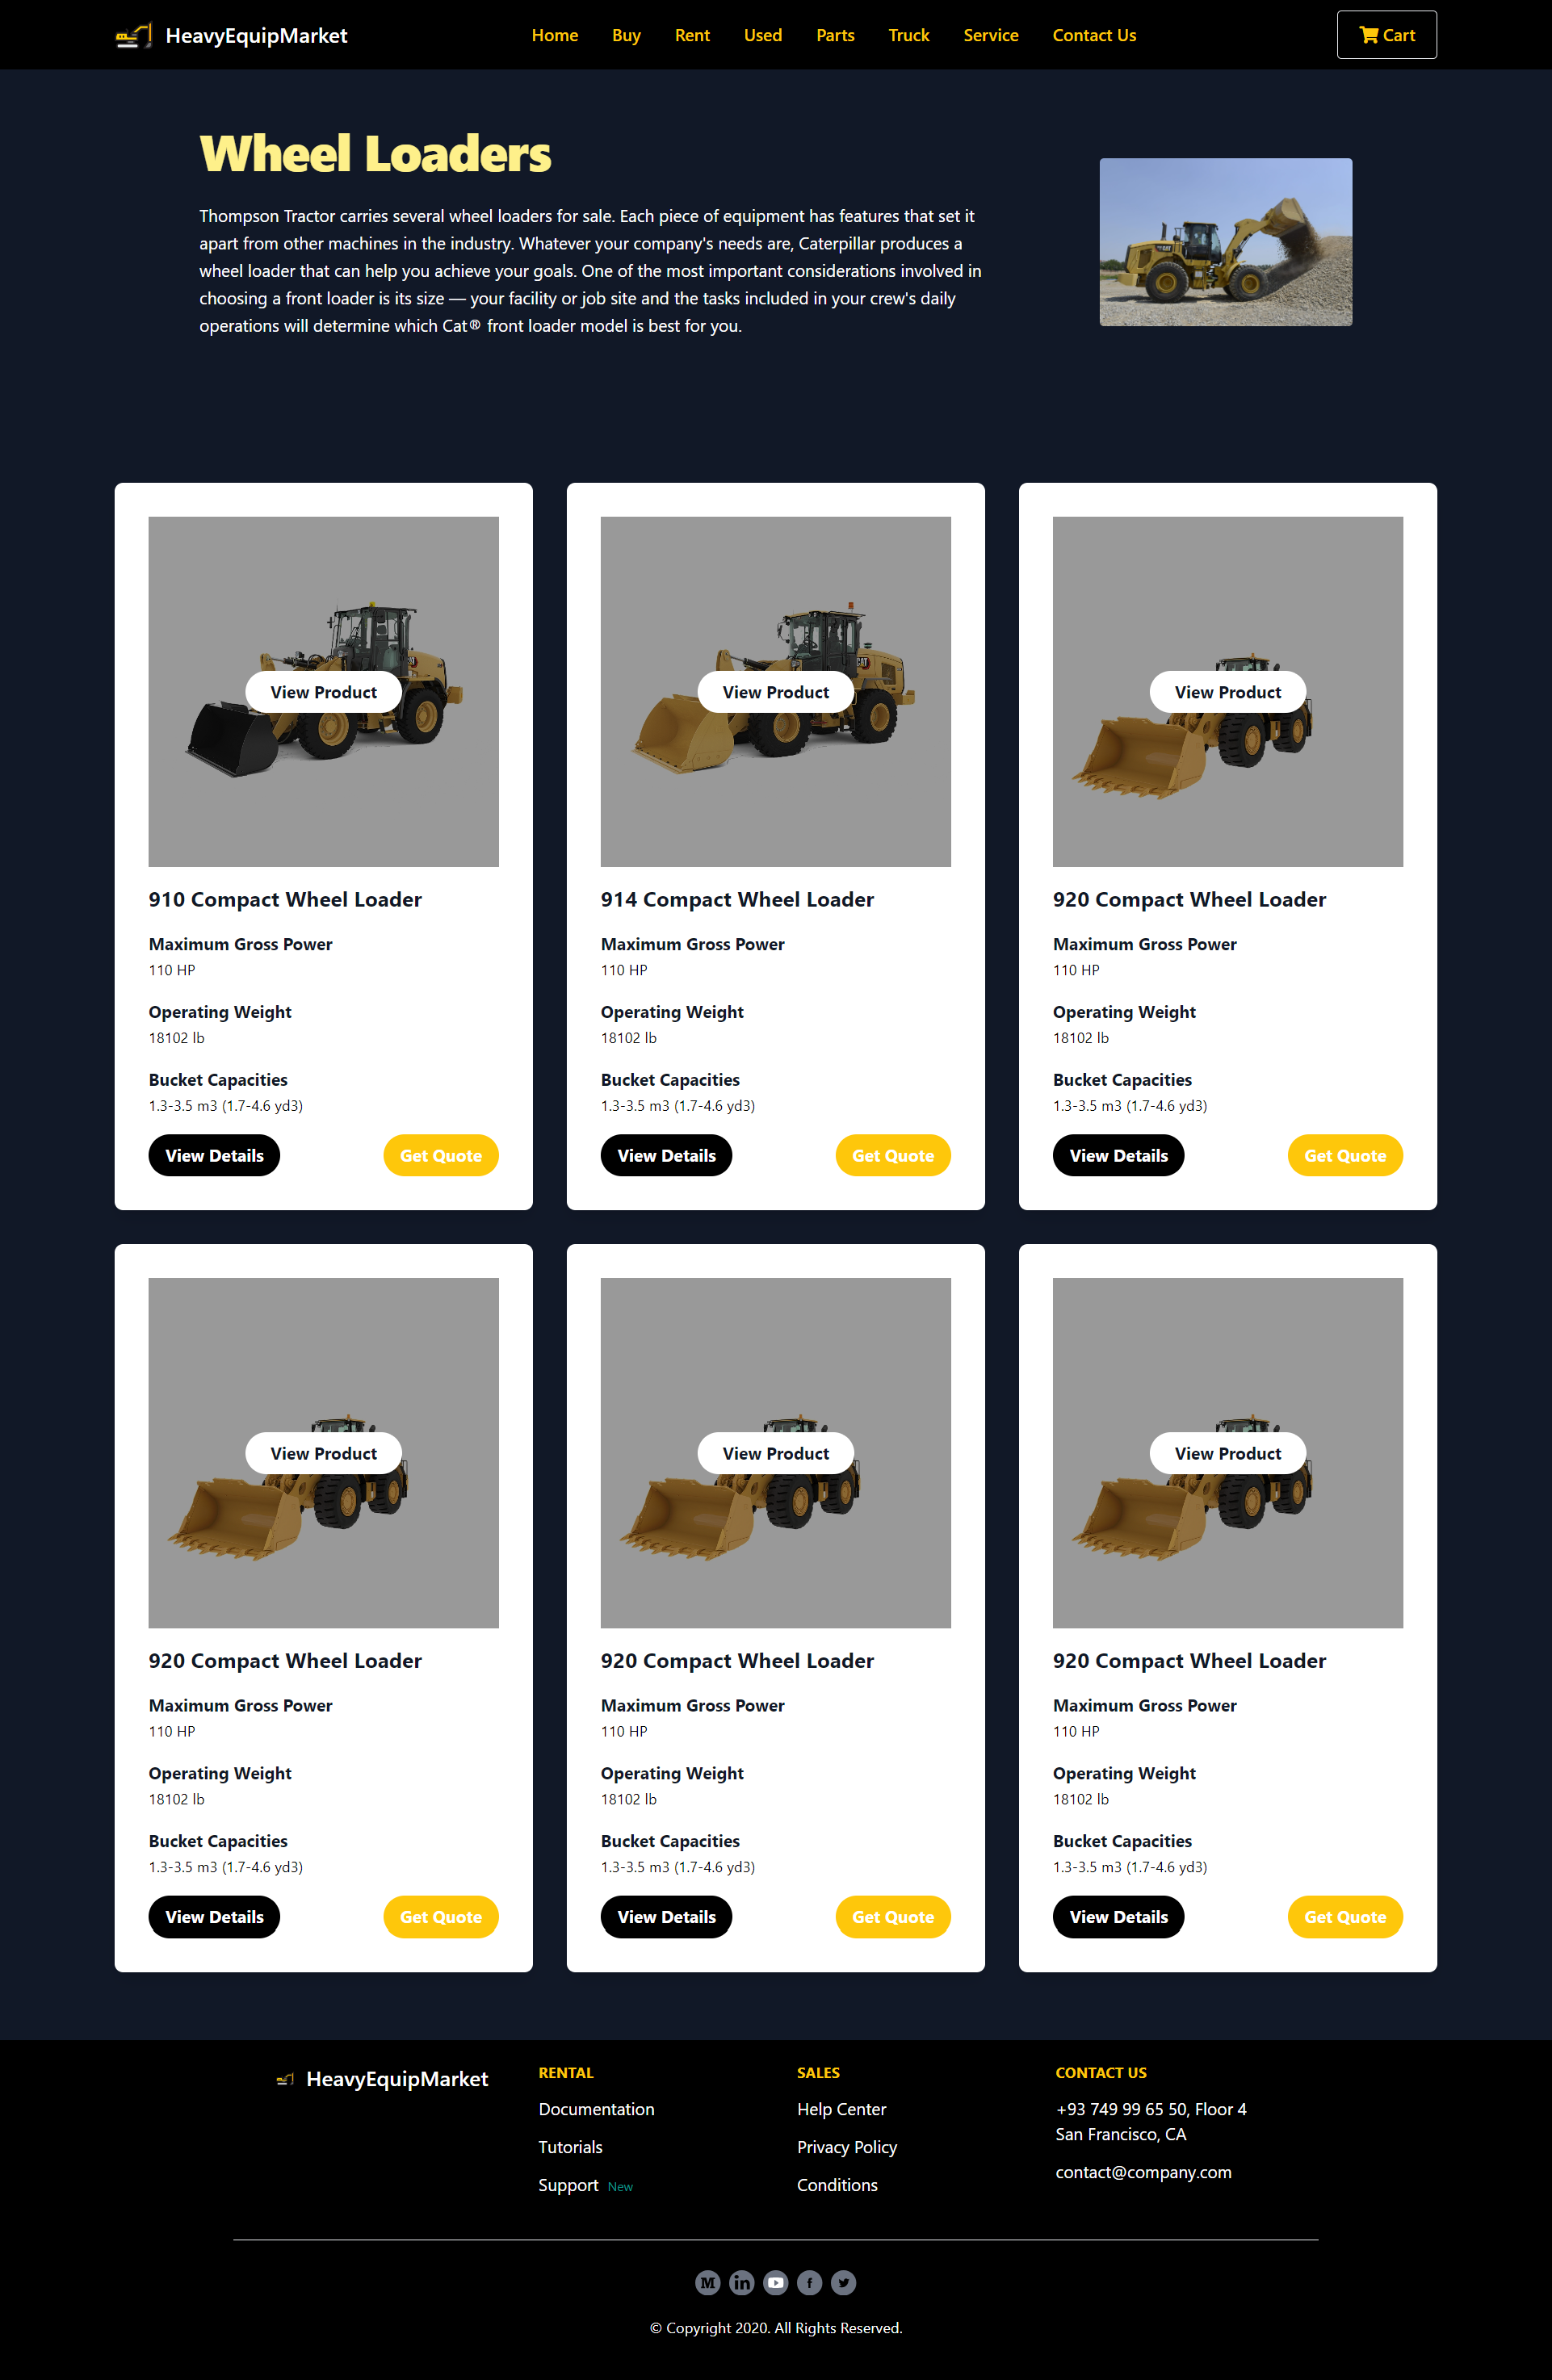 HeavyEquipMarket
Home Buy Rent Used Parts Truck Service Contact Us
Cart
Wheel Loaders
Thompson Tractor carries several wheel loaders for sale. Each piece of equipment has features that set it
apart from other machines in the industry. Whatever your company's needs are, Caterpillar produces a
wheel loader that can help you achieve your goals. One of the most important considerations involved in
choosing a front loader is its size — your facility or job site and the tasks included in your crew's daily
operations will determine which Cat® front loader model is best for you.
View Product
910 Compact Wheel Loader
Maximum Gross Power
110 HP
Operating Weight
18102 lb
Bucket Capacities
1.3-3.5 m3 (1.7-4.6 yd3)
View Details Get Quote
CAT
View Product
914 Compact Wheel Loader
Maximum Gross Power
110 HP
Operating Weight
18102 lb
Bucket Capacities
1.3-3.5 m3 (1.7-4.6 yd3)
View Details Get Quote
View Product
920 Compact Wheel Loader
Maximum Gross Power
110 HP
Operating Weight
18102 lb
Bucket Capacities
1.3-3.5 m3 (1.7-4.6 yd3)
View Details Get Quote
View Product
920 Compact Wheel Loader
Maximum Gross Power
110 HP
Operating Weight
18102 lb
Bucket Capacities
1.3-3.5 m3 (1.7-4.6 yd3)
View Details Get Quote
View Product
920 Compact Wheel Loader
Maximum Gross Power
110 HP
Operating Weight
18102 lb
Bucket Capacities
1.3-3.5 m3 (1.7-4.6 yd3)
View Details Get Quote
View Product
920 Compact Wheel Loader
Maximum Gross Power
110 HP
Operating Weight
18102 lb
Bucket Capacities
1.3-3.5 m3 (1.7-4.6 yd3)
View Details Get Quote
HeavyEquipMarket
RENTAL
Documentation
Tutorials
Support New
SALES
Help Center
Privacy Policy
Conditions
CONTACT US
+93 749 99 65 50, Floor 4
San Francisco, CA
contact@company.com
© Copyright 2020. All Rights Reserved.